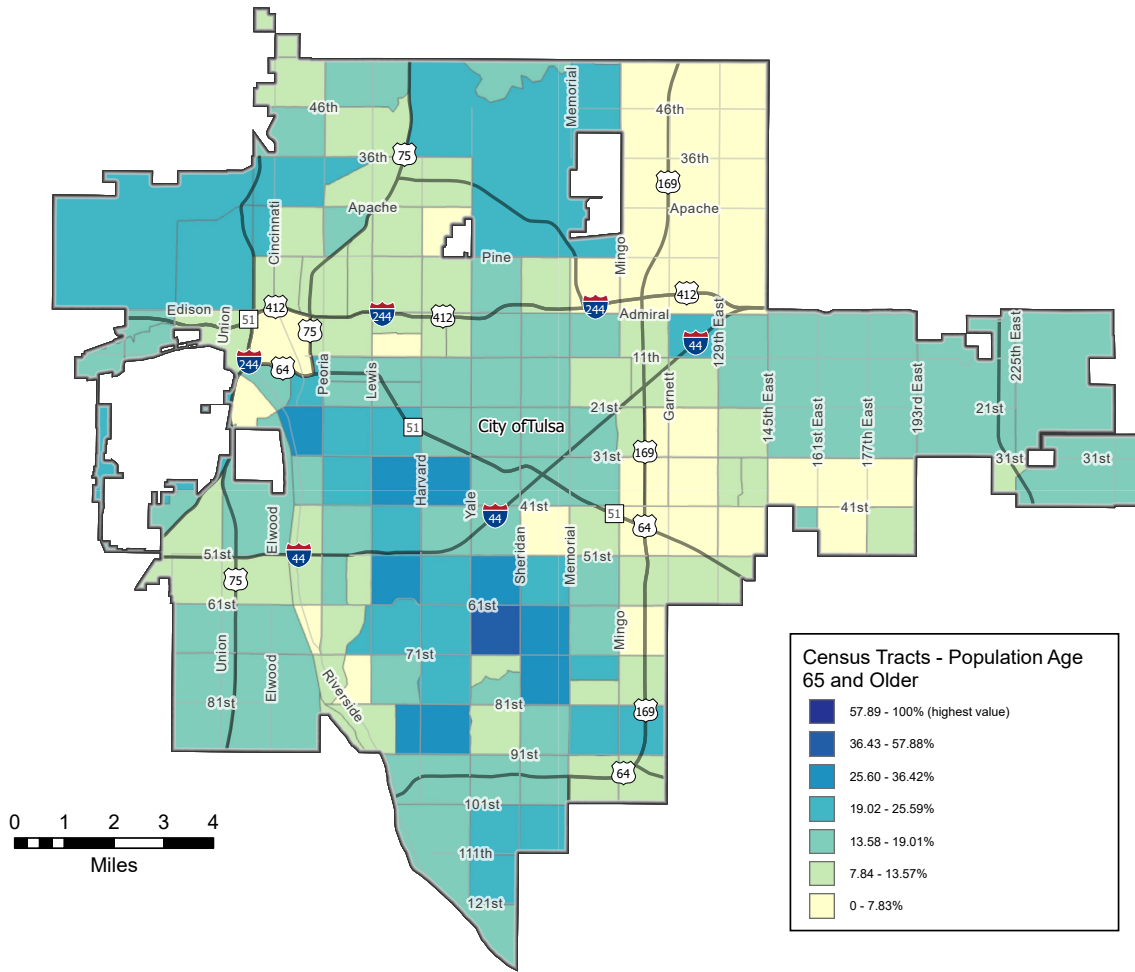 46th
Memorial
46th
75
36th
36th
169
Cincinnati
Apache
Apache
Pine
Mingo
412
412
Edison
Union
51
244
412
244
Admiral
75
129th East
44
225th East
244
64
Peoria
Lewis
11th
Garnett
145th East
161st East
177th East
193rd East
21st
21st
51
City of Tulsa
169
31st
31st
31st
Harvard
Yale
44
41st
41st
51
64
Elwood
Sheridan
Memorial
51st
44
51st
75
61st
61st
Mingo
Union
Elwood
71st
Riverside
81st
81st
169
91st
64
101st
111th
121st
0 1 2 3 4
Miles
Census Tracts - Population Age
65 and Older
57.89 - 100% (highest value)
36.43 - 57.88%
25.60 - 36.42%
19.02 - 25.59%
13.58 - 19.01%
7.84 - 13.57%
0 - 7.83%